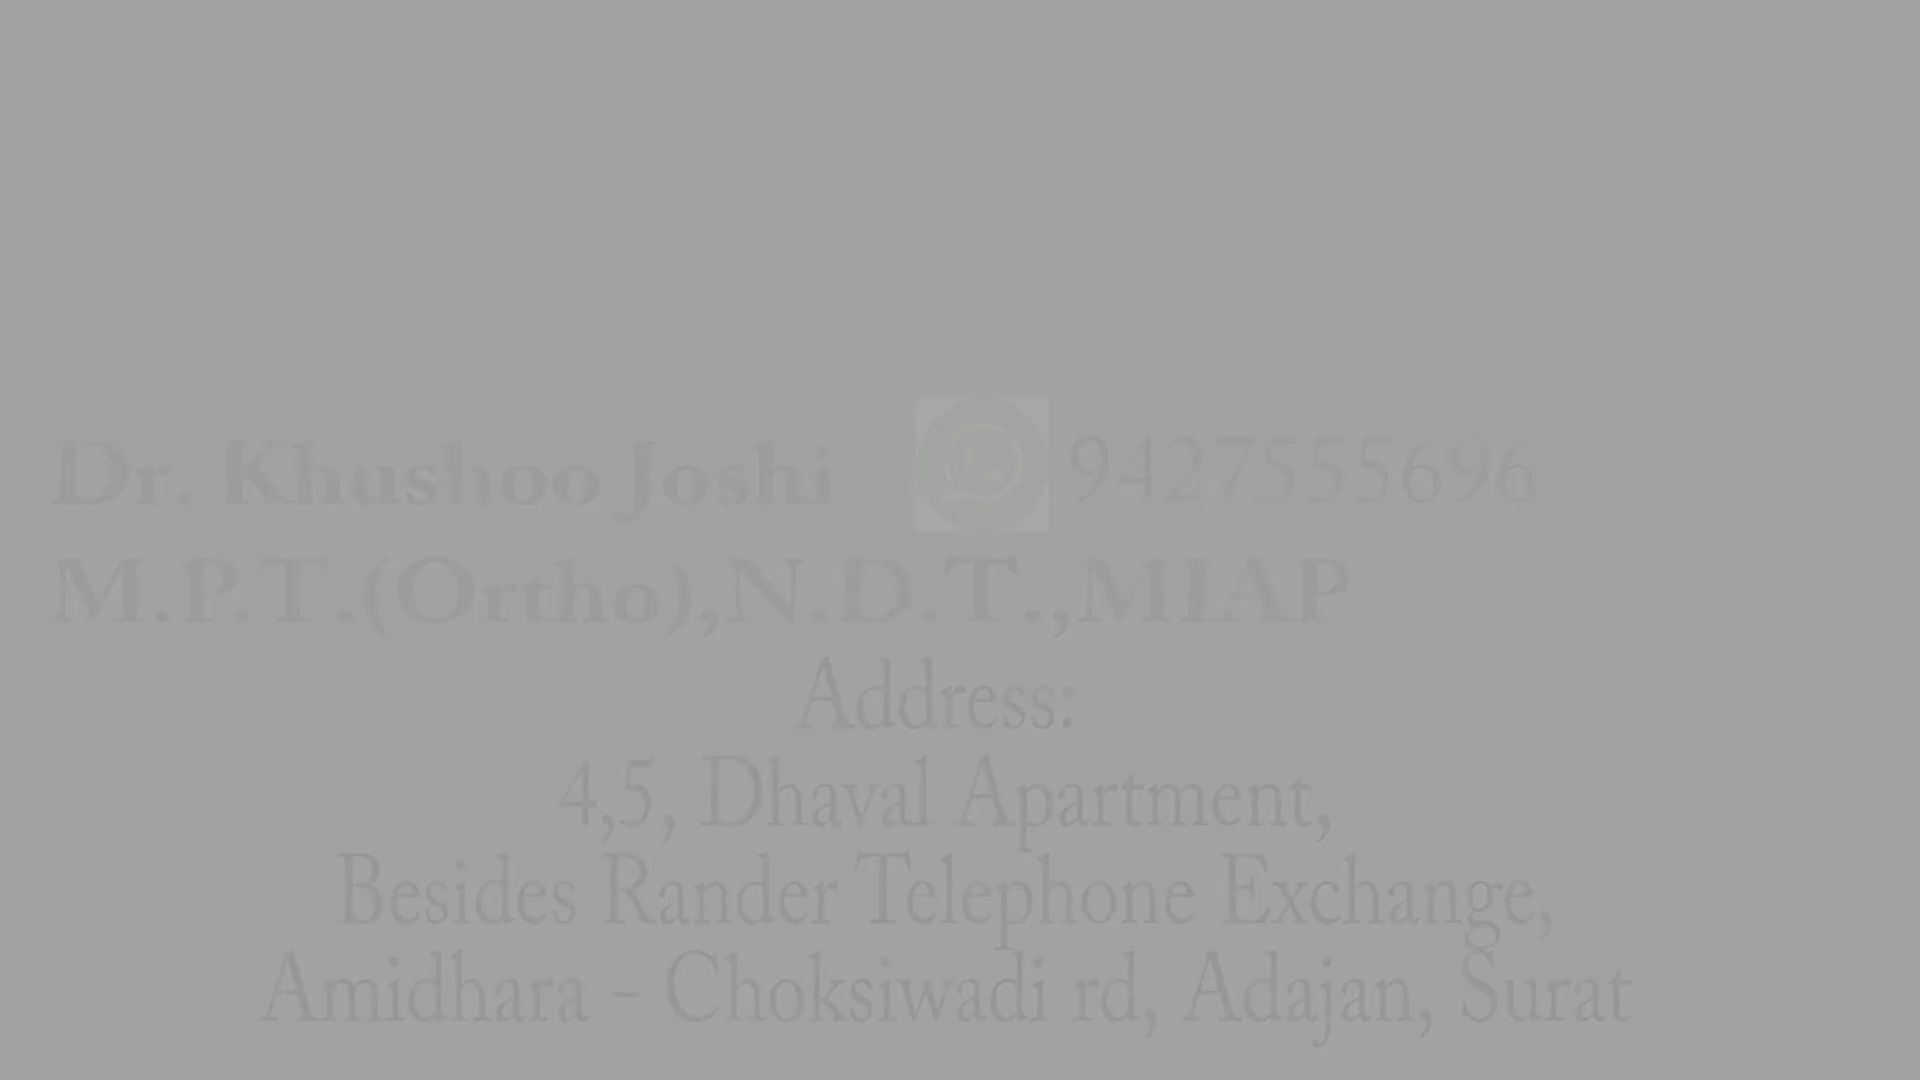 Dr. Khushoo Joshi 9427555696
M.P.T.(Ortho),N.D.T.,MIAP
Address:
4,5, Dhaval Apartment,
Besides Rander Telephone Exchange,
Amidhara - Choksiwadi rd, Adajan, Surat